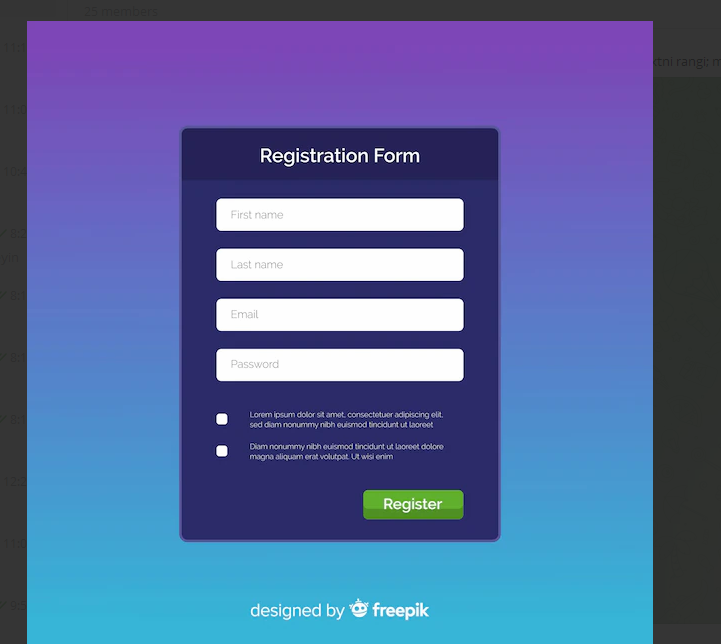 25 members
ktni rangi: m
Registration Form
First name
Last name
Email
Password
Lorem ipsum dolor sit amet, consectetuer adipiscing elit,
sed diam nonummy nibh euismod tincidunt ut laoreet
Diam nonummy nibh euismod tincidunt ut laoreet dolore
magna aliquam erat volutpat. Ut wisi enim
Register
designed by freepik